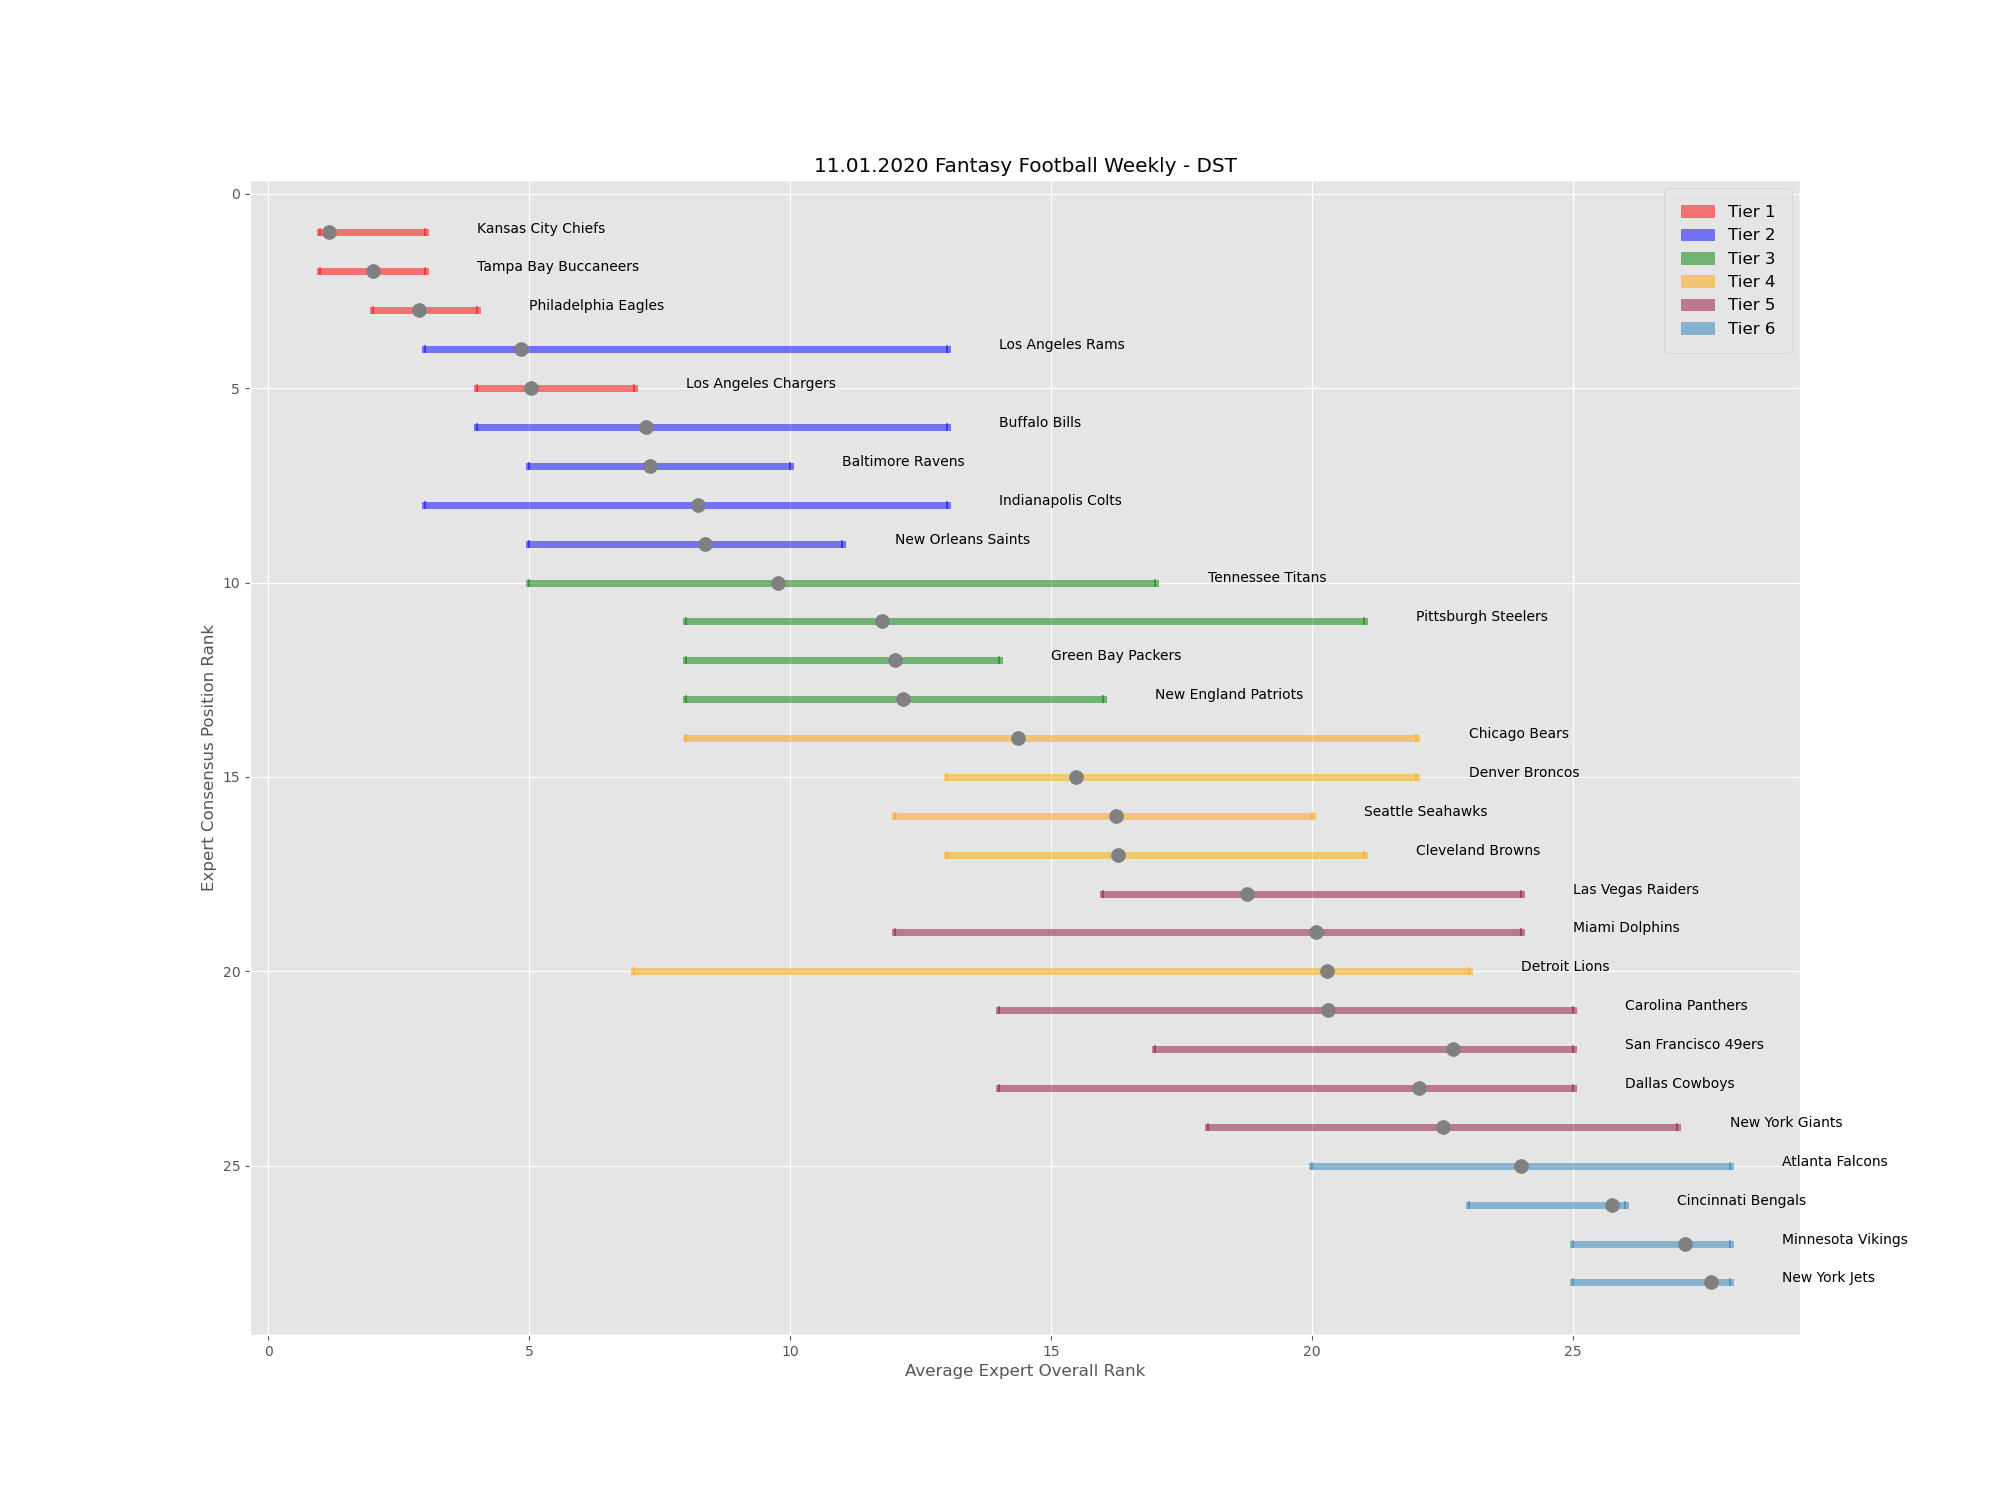 11.01.2020 Fantasy Football Weekly - DST
Tier 1
Tier 2
Tier 3
Tier 4
Tier 5
Tier 6
Kansas City Chiefs
Tampa Bay Buccaneers
Philadelphia Eagles
Los Angeles Rams
Los Angeles Chargers
Buffalo Bills
Baltimore Ravens
Indianapolis Colts
New Orleans Saints
Tennessee Titans
Pittsburgh Steelers
Green Bay Packers
New England Patriots
Chicago Bears
Denver Broncos
Seattle Seahawks
Cleveland Browns
Las Vegas Raiders
Miami Dolphins
Detroit Lions
Carolina Panthers
San Francisco 49ers
Dallas Cowboys
New York Giants
Atlanta Falcons
Cincinnati Bengals
Minnesota Vikings
New York Jets
Expert Consensus Position Rank
0
5
10
15
20
25
0
5
10
15
20
25
Average Expert Overall Rank